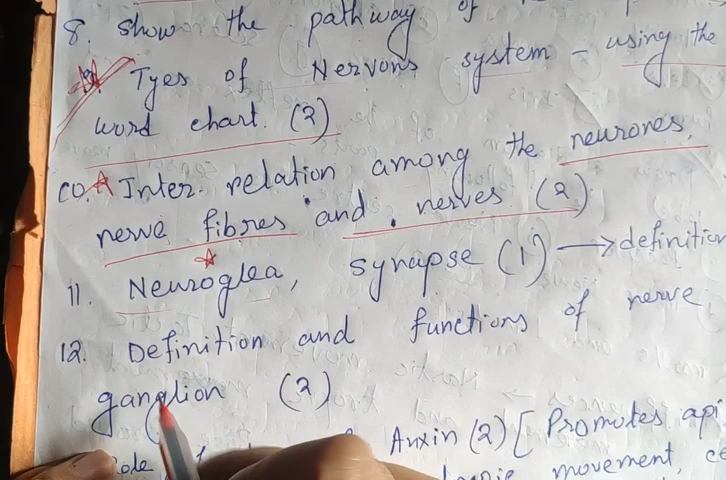 8. Show the pathway of
Tyes of Nervous system - using the
word chart. (2)
10. Inter-relation among the neurones,
nerve fibres and nerves (2)
11. Neuroglea, synapse (1) → definition
12. Definition and functions of nerve
ganglion (2)
Auxin (2) [Promotes api
movement, ce